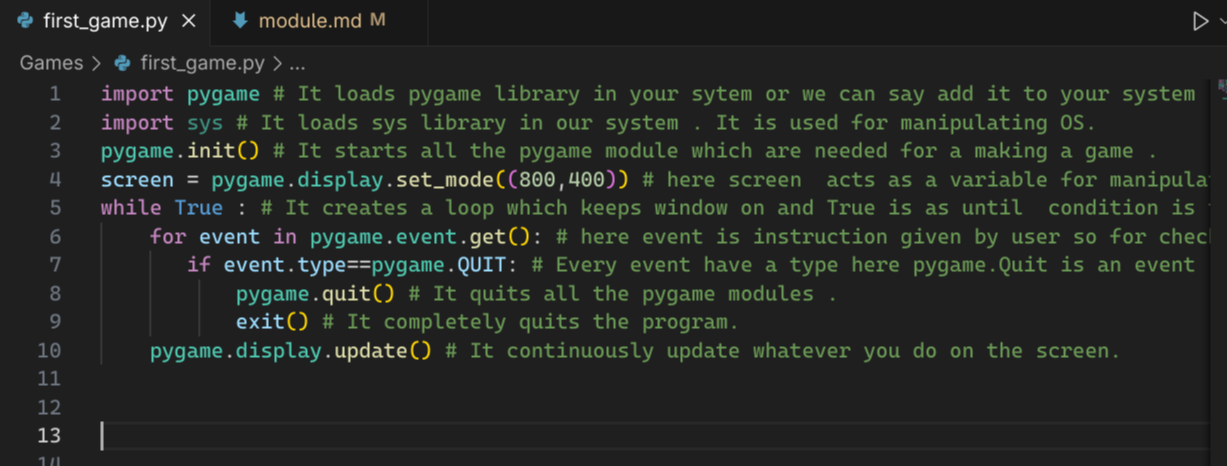 first_game.py ×
module.md M
Games > first_game.py > ...
1 import pygame # It loads pygame library in your sytem or we can say add it to your system
2 import sys # It loads sys library in our system . It is used for manipulating OS.
3 pygame.init() # It starts all the pygame module which are needed for a making a game .
4 screen = pygame.display.set_mode((800,400)) # here screen  acts as a variable for
5 while True : # It creates a loop which keeps window on and True is as until  condition is
6     for event in pygame.event.get(): # here event is instruction given by user so for
7         if event.type==pygame.QUIT: # Every event have a type here pygame.Quit is an event
8             pygame.quit() # It quits all the pygame modules .
9             exit() # It completely quits the program.
10     pygame.display.update() # It continuously update whatever you do on the screen.
11
12
13